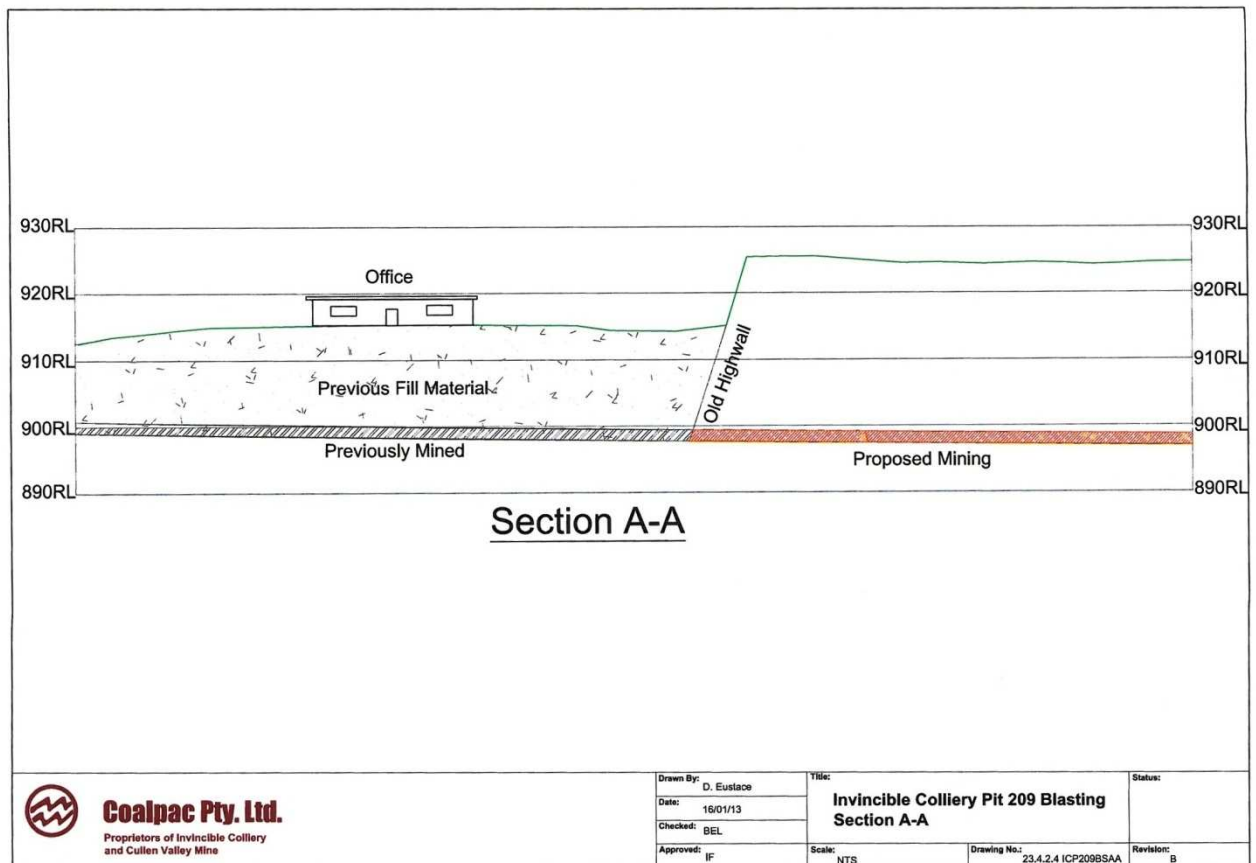 930RL
930RL
Office
920RL
920RL
Old Highwall
910RL
910RL
Previous Fill Material
900RL
900RL
Previously Mined
Proposed Mining
890RL
890RL
Section A-A
Coalpac Pty. Ltd.
Proprietors of Invincible Colliery
and Cullen Valley Mine
Drawn By:
D. Eustace
Date:
16/01/13
Checked:
BEL
Approved:
IF
Title:
Invincible Colliery Pit 209 Blasting
Section A-A
Status:
Scale:
NTS
Drawing No.:
23.4.2.4 ICP209BSAA
Revision:
B